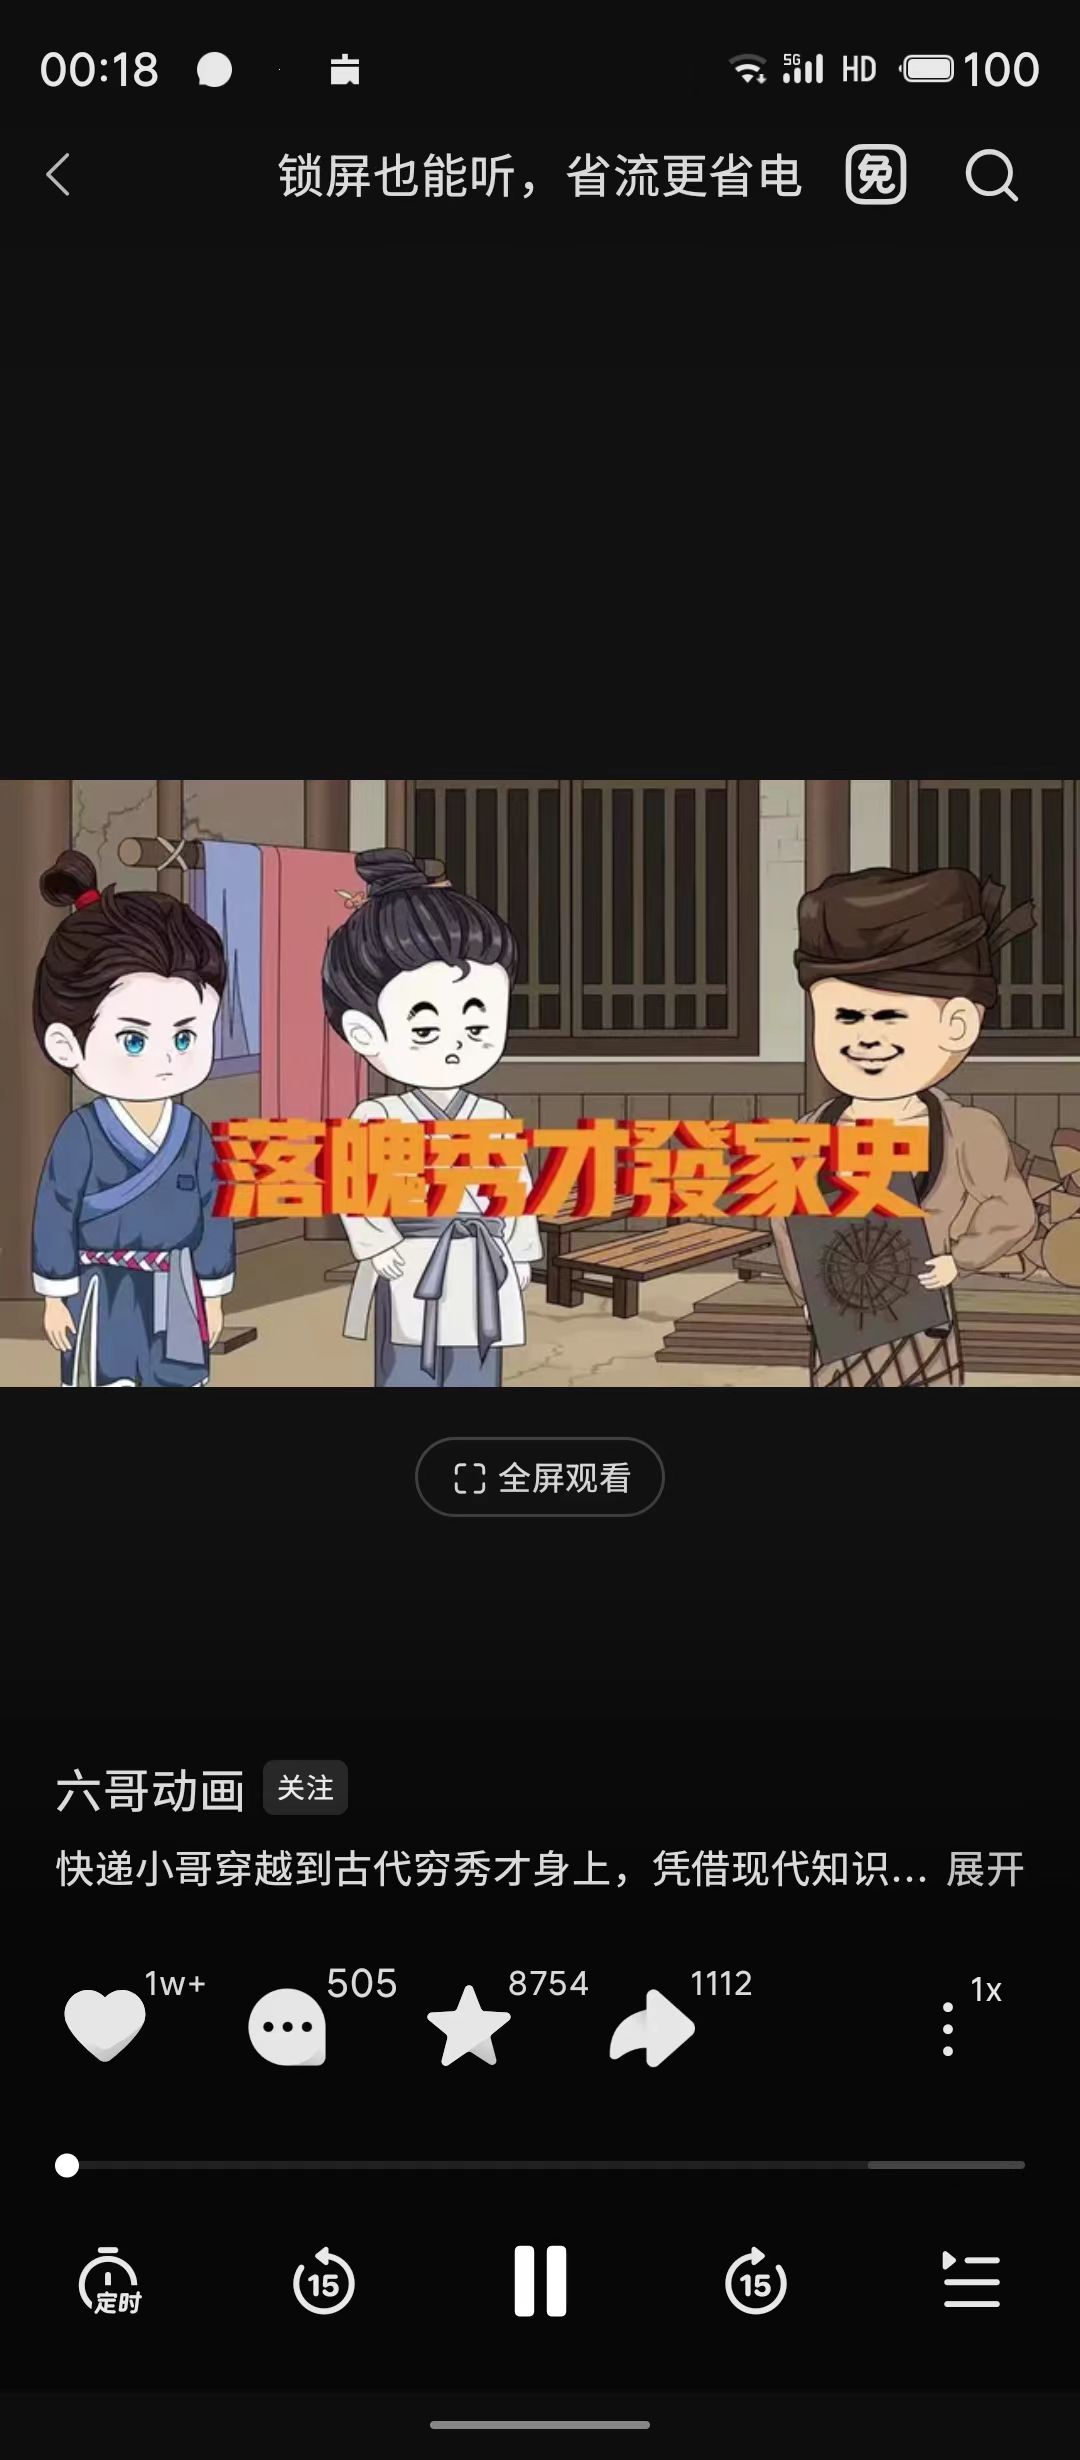 00:18 5G HD 100
锁屏也能听，省流更省电 免
落魄秀才發家史
全屏观看
六哥动画 关注
快递小哥穿越到古代穷秀才身上，凭借现代知识... 展开
1w+ 505 8754 1112 1x
定时 15 15